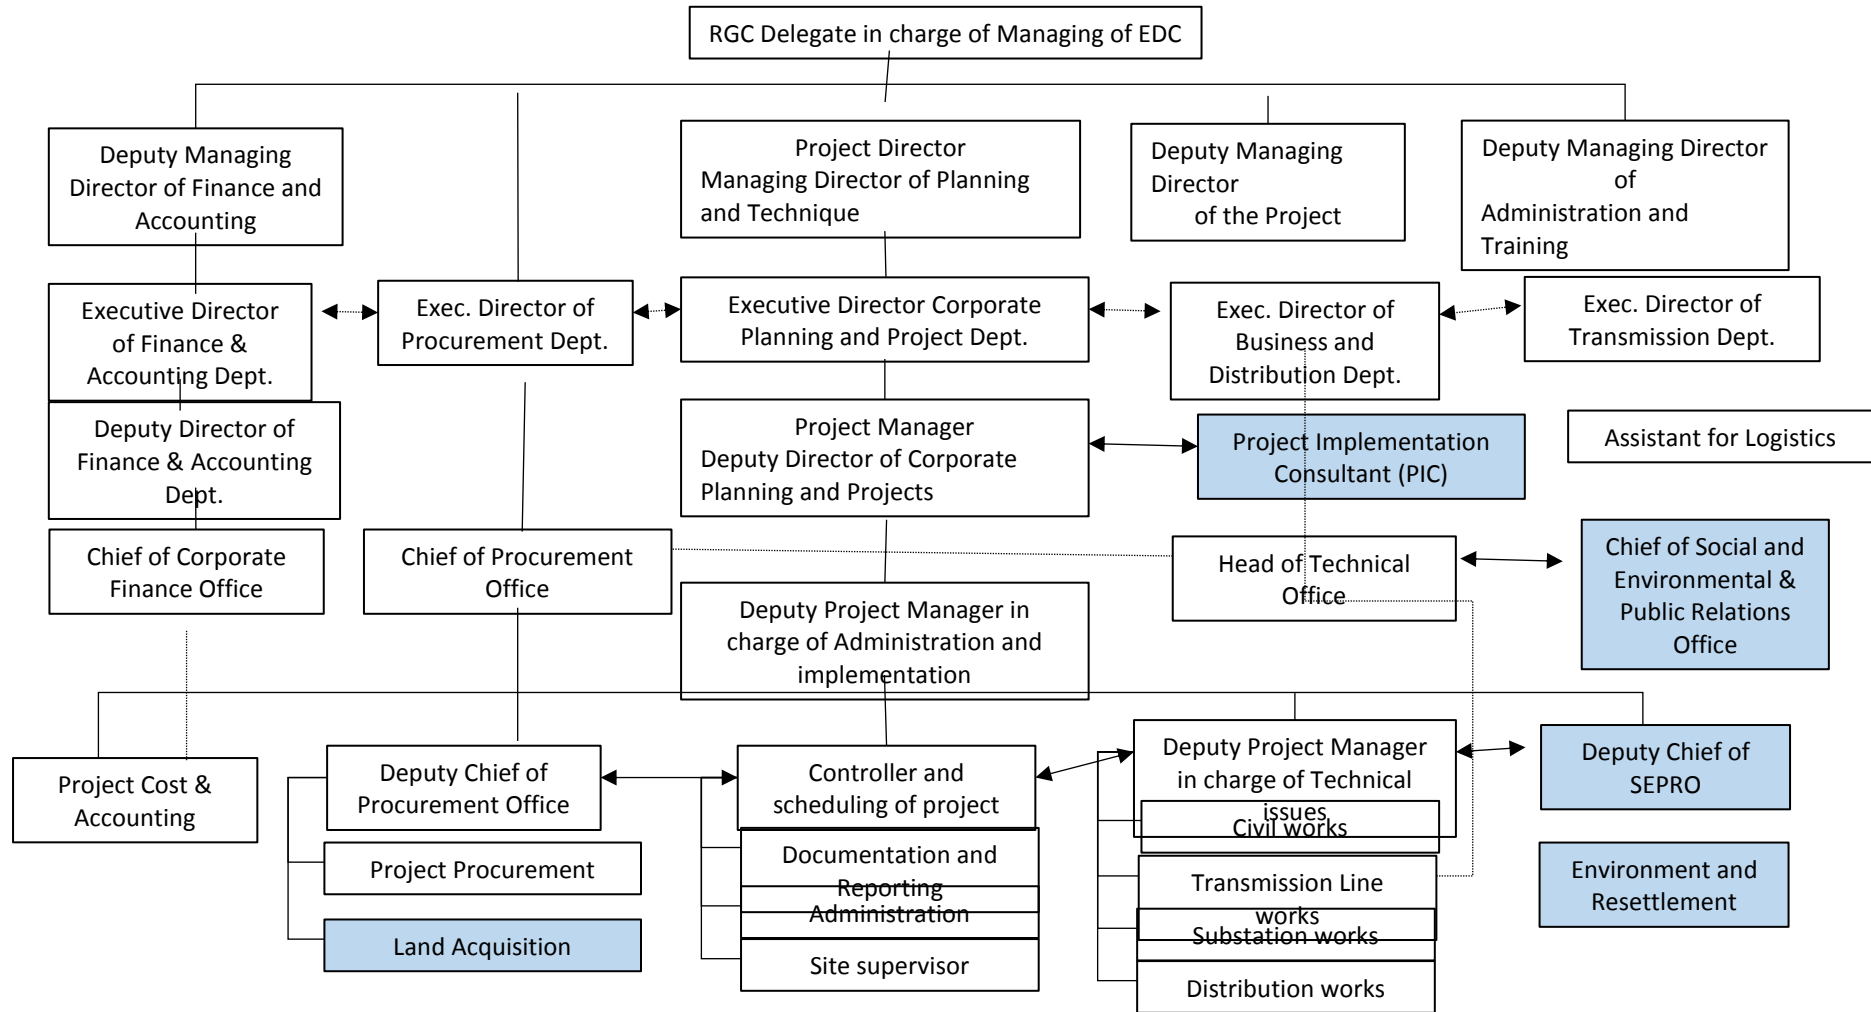 RGC Delegate in charge of Managing of EDC
Deputy Managing
Director of Finance and
Accounting
Project Director
Managing Director of Planning
and Technique
Deputy Managing
Director
of the Project
Deputy Managing Director
of
Administration and
Training
Executive Director
of Finance &
Accounting Dept.
Exec. Director of
Procurement Dept.
Executive Director Corporate
Planning and Project Dept.
Exec. Director of
Business and
Distribution Dept.
Exec. Director of
Transmission Dept.
Deputy Director of
Finance & Accounting
Dept.
Project Manager
Deputy Director of Corporate
Planning and Projects
Project Implementation
Consultant (PIC)
Assistant for Logistics
Chief of Corporate
Finance Office
Chief of Procurement
Office
Head of Technical
Office
Chief of Social and
Environmental &
Public Relations
Office
Deputy Project Manager in
charge of Administration and
implementation
Project Cost &
Accounting
Deputy Chief of
Procurement Office
Controller and
scheduling of project
Deputy Project Manager
in charge of Technical
issues
Deputy Chief of
SEPRO
Civil works
Project Procurement
Documentation and
Reporting
Transmission Line
works
Environment and
Resettlement
Administration
Substation works
Land Acquisition
Site supervisor
Distribution works